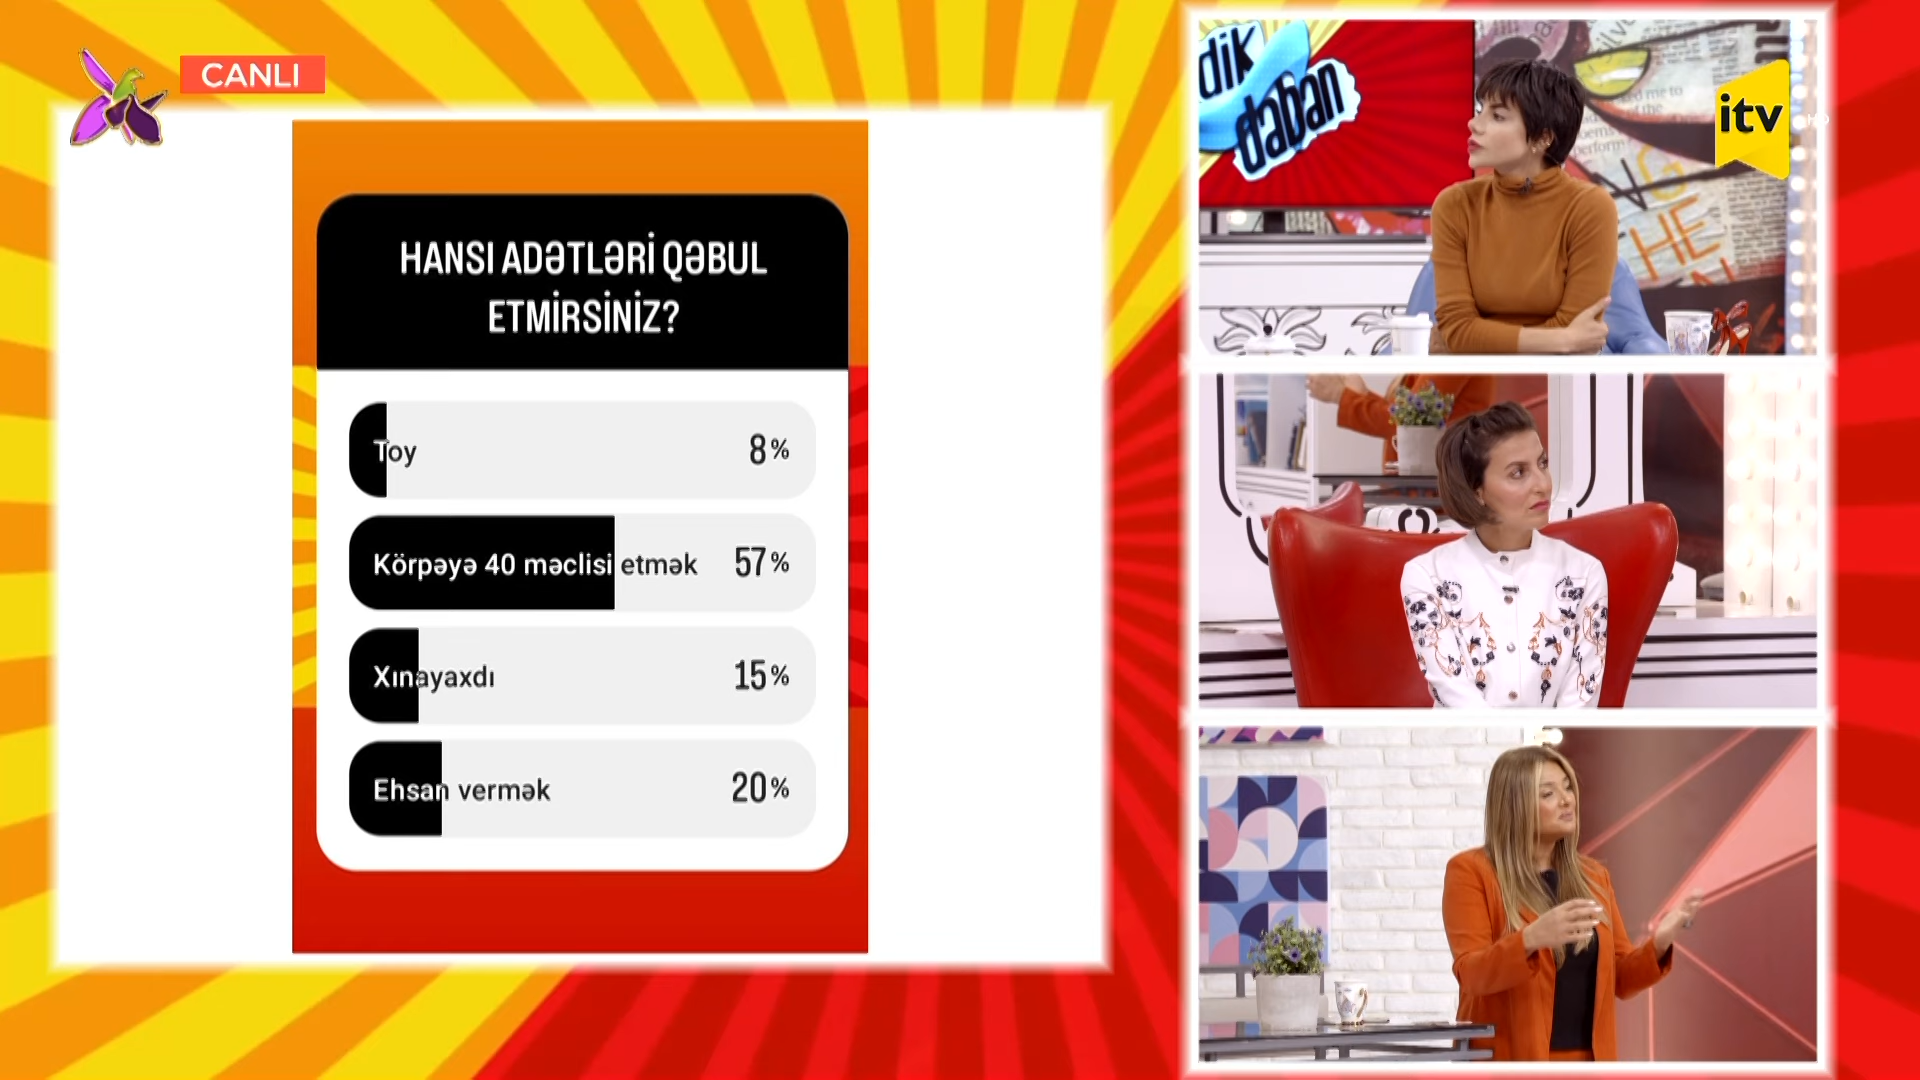 CANLI
HANSI ADƏTLƏRİ QƏBUL
ETMİRSİNİZ?
Toy 8%
Körpəyə 40 məclisi etmək 57%
Xınayaxdı 15%
Ehsan vermək 20%
dik
daban
itv
HD